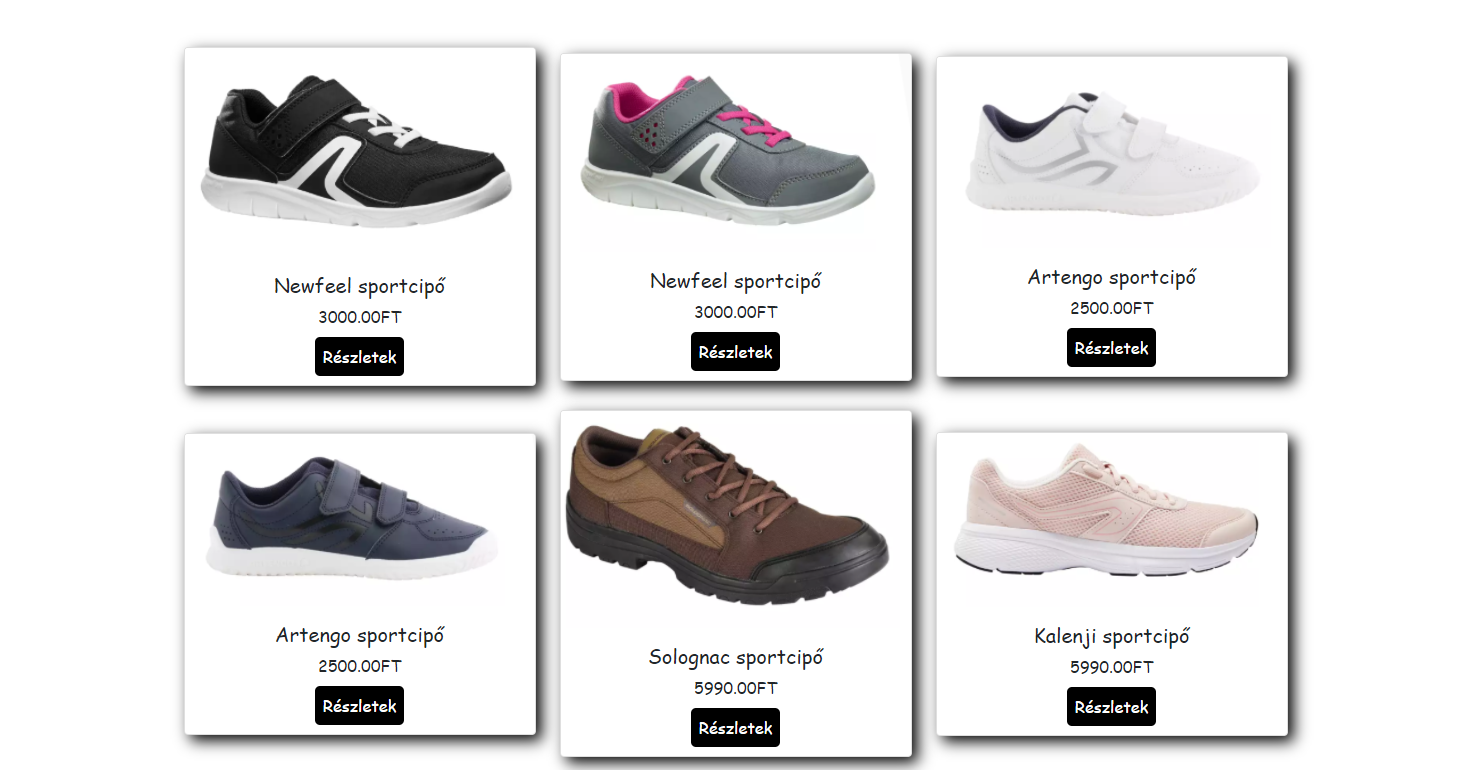 Newfeel sportcipő
3000.00FT
Részletek
Newfeel sportcipő
3000.00FT
Részletek
Artengo sportcipő
2500.00FT
Részletek
Artengo sportcipő
2500.00FT
Részletek
Solognac sportcipő
5990.00FT
Részletek
Kalenji sportcipő
5990.00FT
Részletek